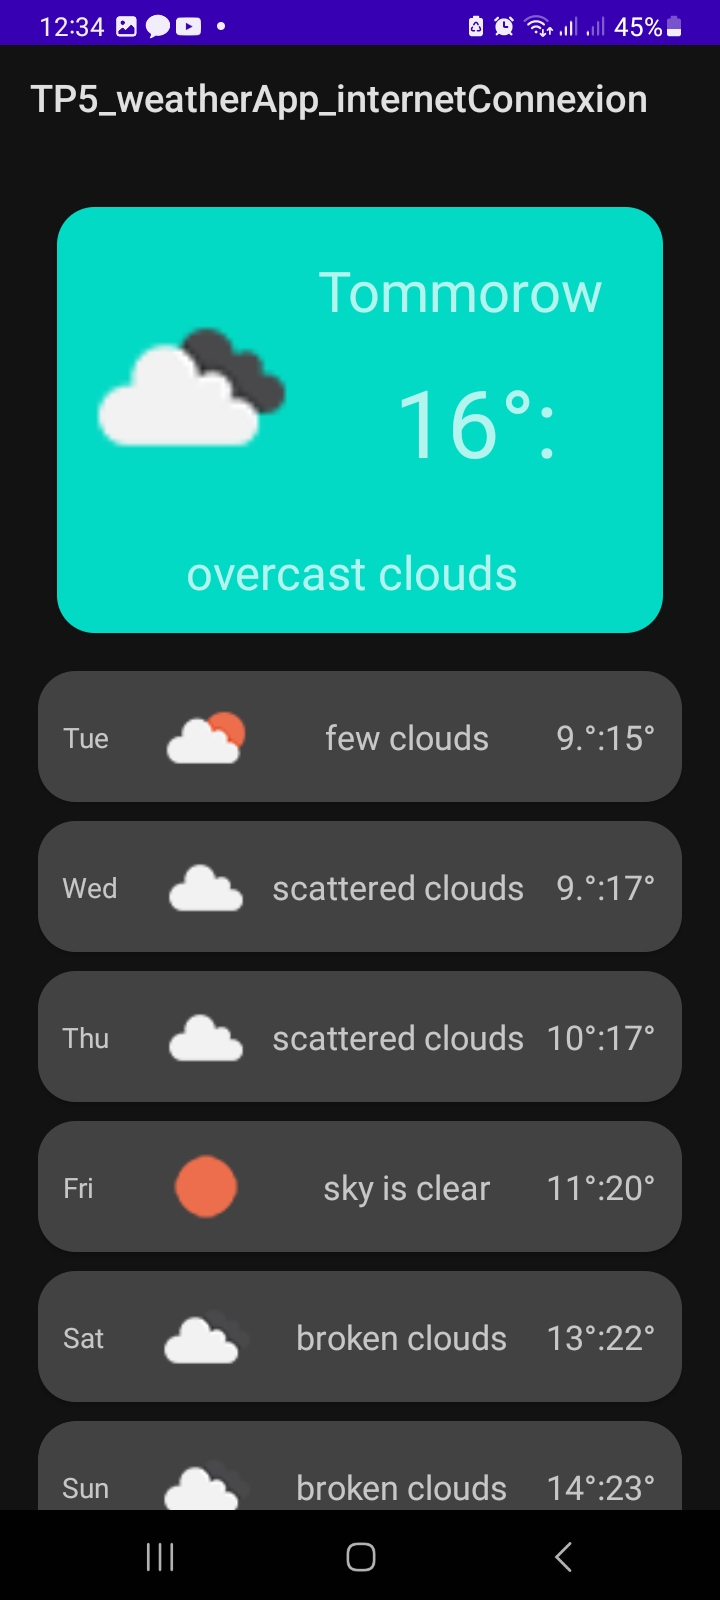 12:34 45%
TP5_weatherApp_internetConnexion
Tommorow
16°:
overcast clouds
Tue few clouds 9.°:15°
Wed scattered clouds 9.°:17°
Thu scattered clouds 10°:17°
Fri sky is clear 11°:20°
Sat broken clouds 13°:22°
Sun broken clouds 14°:23°